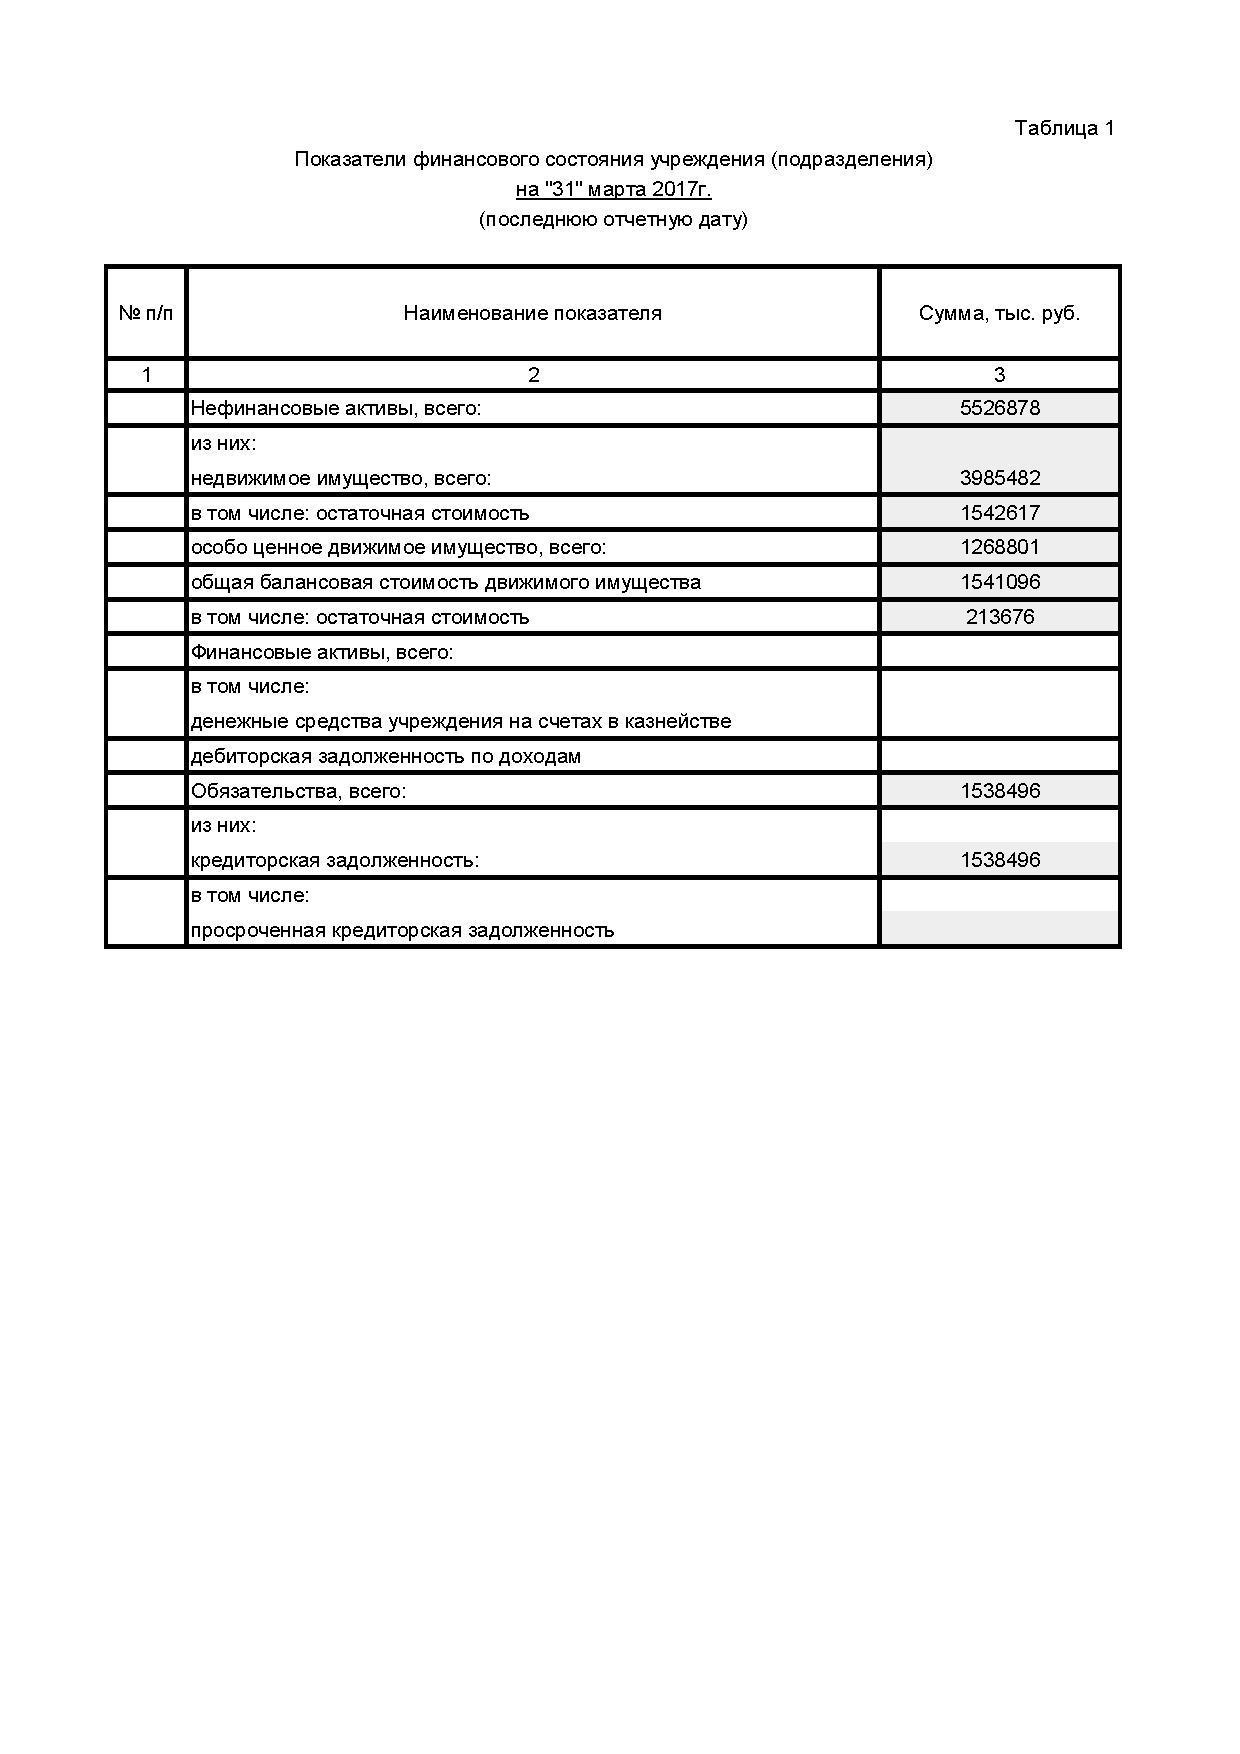 Таблица 1
Показатели финансового состояния учреждения (подразделения)
на "31" марта 2017г.
(последнюю отчетную дату)
№ п/п Наименование показателя Сумма, тыс. руб.
1 2 3
Нефинансовые активы, всего: 5526878
из них:
недвижимое имущество, всего: 3985482
в том числе: остаточная стоимость 1542617
особо ценное движимое имущество, всего: 1268801
общая балансовая стоимость движимого имущества 1541096
в том числе: остаточная стоимость 213676
Финансовые активы, всего:
в том числе:
денежные средства учреждения на счетах в казнействе
дебиторская задолженность по доходам
Обязательства, всего: 1538496
из них:
кредиторская задолженность: 1538496
в том числе:
просроченная кредиторская задолженность